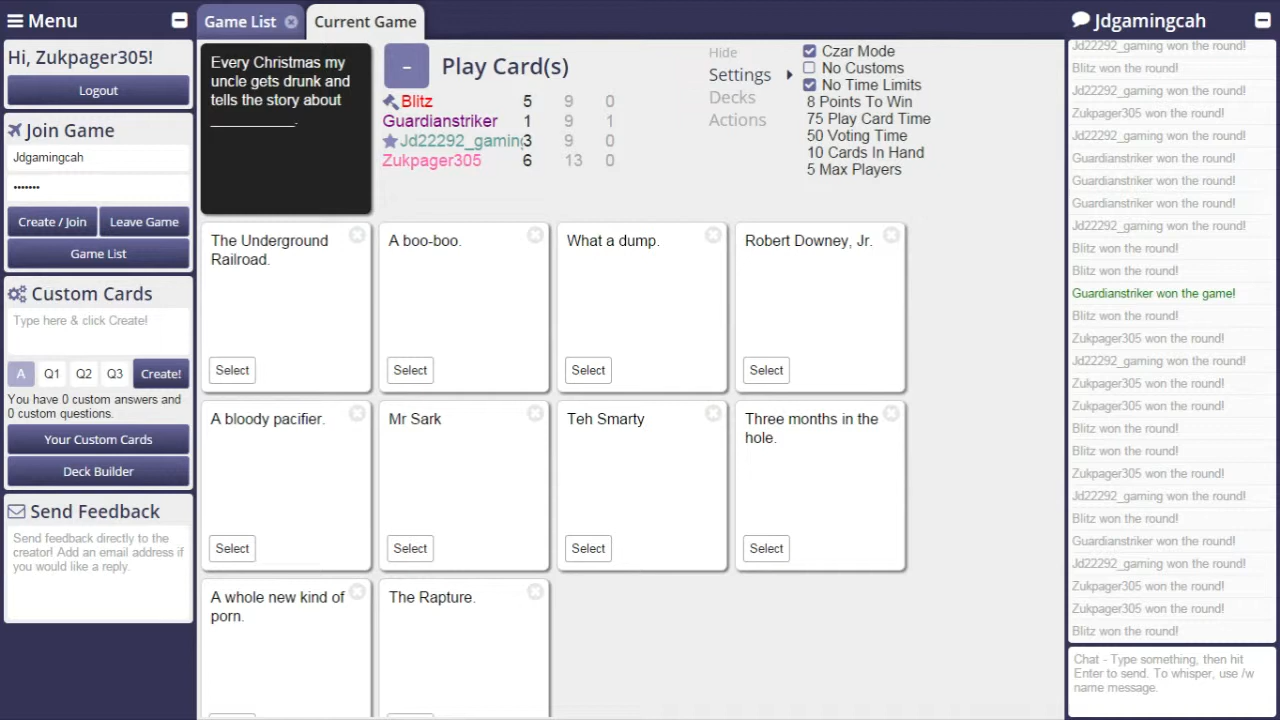 Menu
Hi, Zukpager305!
Logout
Join Game
Jdgamingcah
•••••••
Create / Join
Leave Game
Game List
Custom Cards
Type here & click Create!
A
Q1
Q2
Q3
Create!
You have 0 custom answers and
0 custom questions.
Your Custom Cards
Deck Builder
Send Feedback
Send feedback directly to the
creator! Add an email address if
you would like a reply.
Game List
Current Game
Every Christmas my
uncle gets drunk and
tells the story about
____________.
–
Play Card(s)
Blitz 5 9 0
Guardianstriker 1 9 1
Jd22292_gaming 3 9 0
Zukpager305 6 13 0
Hide
Settings
Decks
Actions
Czar Mode
No Customs
No Time Limits
8 Points To Win
75 Play Card Time
50 Voting Time
10 Cards In Hand
5 Max Players
The Underground
Railroad.
Select
A boo-boo.
Select
What a dump.
Select
Robert Downey, Jr.
Select
A bloody pacifier.
Select
Mr Sark
Select
Teh Smarty
Select
Three months in the
hole.
Select
A whole new kind of
porn.
The Rapture.
Jdgamingcah
Jd22292_gaming won the round!
Blitz won the round!
Jd22292_gaming won the round!
Zukpager305 won the round!
Jd22292_gaming won the round!
Guardianstriker won the round!
Guardianstriker won the round!
Guardianstriker won the round!
Jd22292_gaming won the round!
Blitz won the round!
Blitz won the round!
Guardianstriker won the game!
Blitz won the round!
Zukpager305 won the round!
Jd22292_gaming won the round!
Zukpager305 won the round!
Zukpager305 won the round!
Blitz won the round!
Blitz won the round!
Zukpager305 won the round!
Jd22292_gaming won the round!
Blitz won the round!
Guardianstriker won the round!
Jd22292_gaming won the round!
Zukpager305 won the round!
Zukpager305 won the round!
Blitz won the round!
Chat - Type something, then hit
Enter to send. To whisper, use /w
name message.